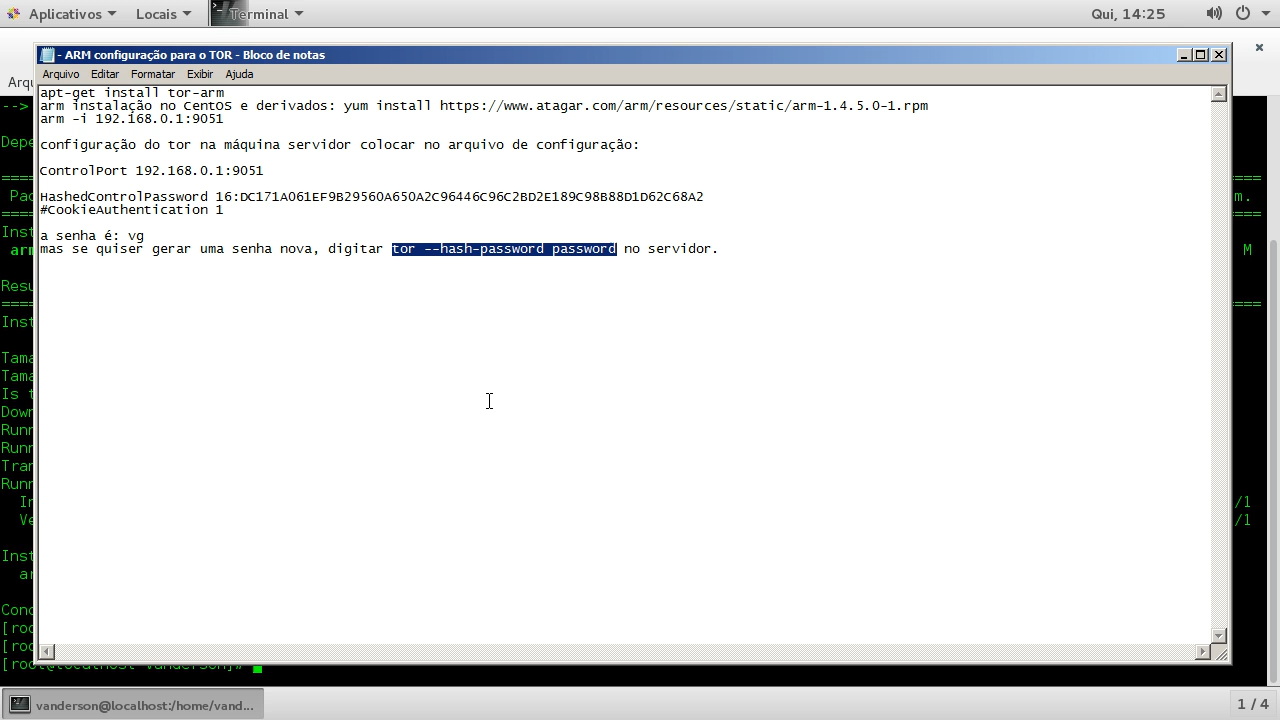 Aplicativos Locais Terminal Qui, 14:25
- ARM configuração para o TOR - Bloco de notas
Arquivo Editar Formatar Exibir Ajuda
apt-get install tor-arm
arm instalação no CentOS e derivados: yum install https://www.atagar.com/arm/resources/static/arm-1.4.5.0-1.rpm
arm -i 192.168.0.1:9051
configuração do tor na máquina servidor colocar no arquivo de configuração:
ControlPort 192.168.0.1:9051
HashedControlPassword 16:DC171A061EF9B29560A650A2C96446C96C2BD2E189C98B88D1D62C68A2
#CookieAuthentication 1
a senha é: vg
mas se quiser gerar uma senha nova, digitar tor --hash-password password no servidor.
vanderson@localhost:/home/vand...
1 / 4